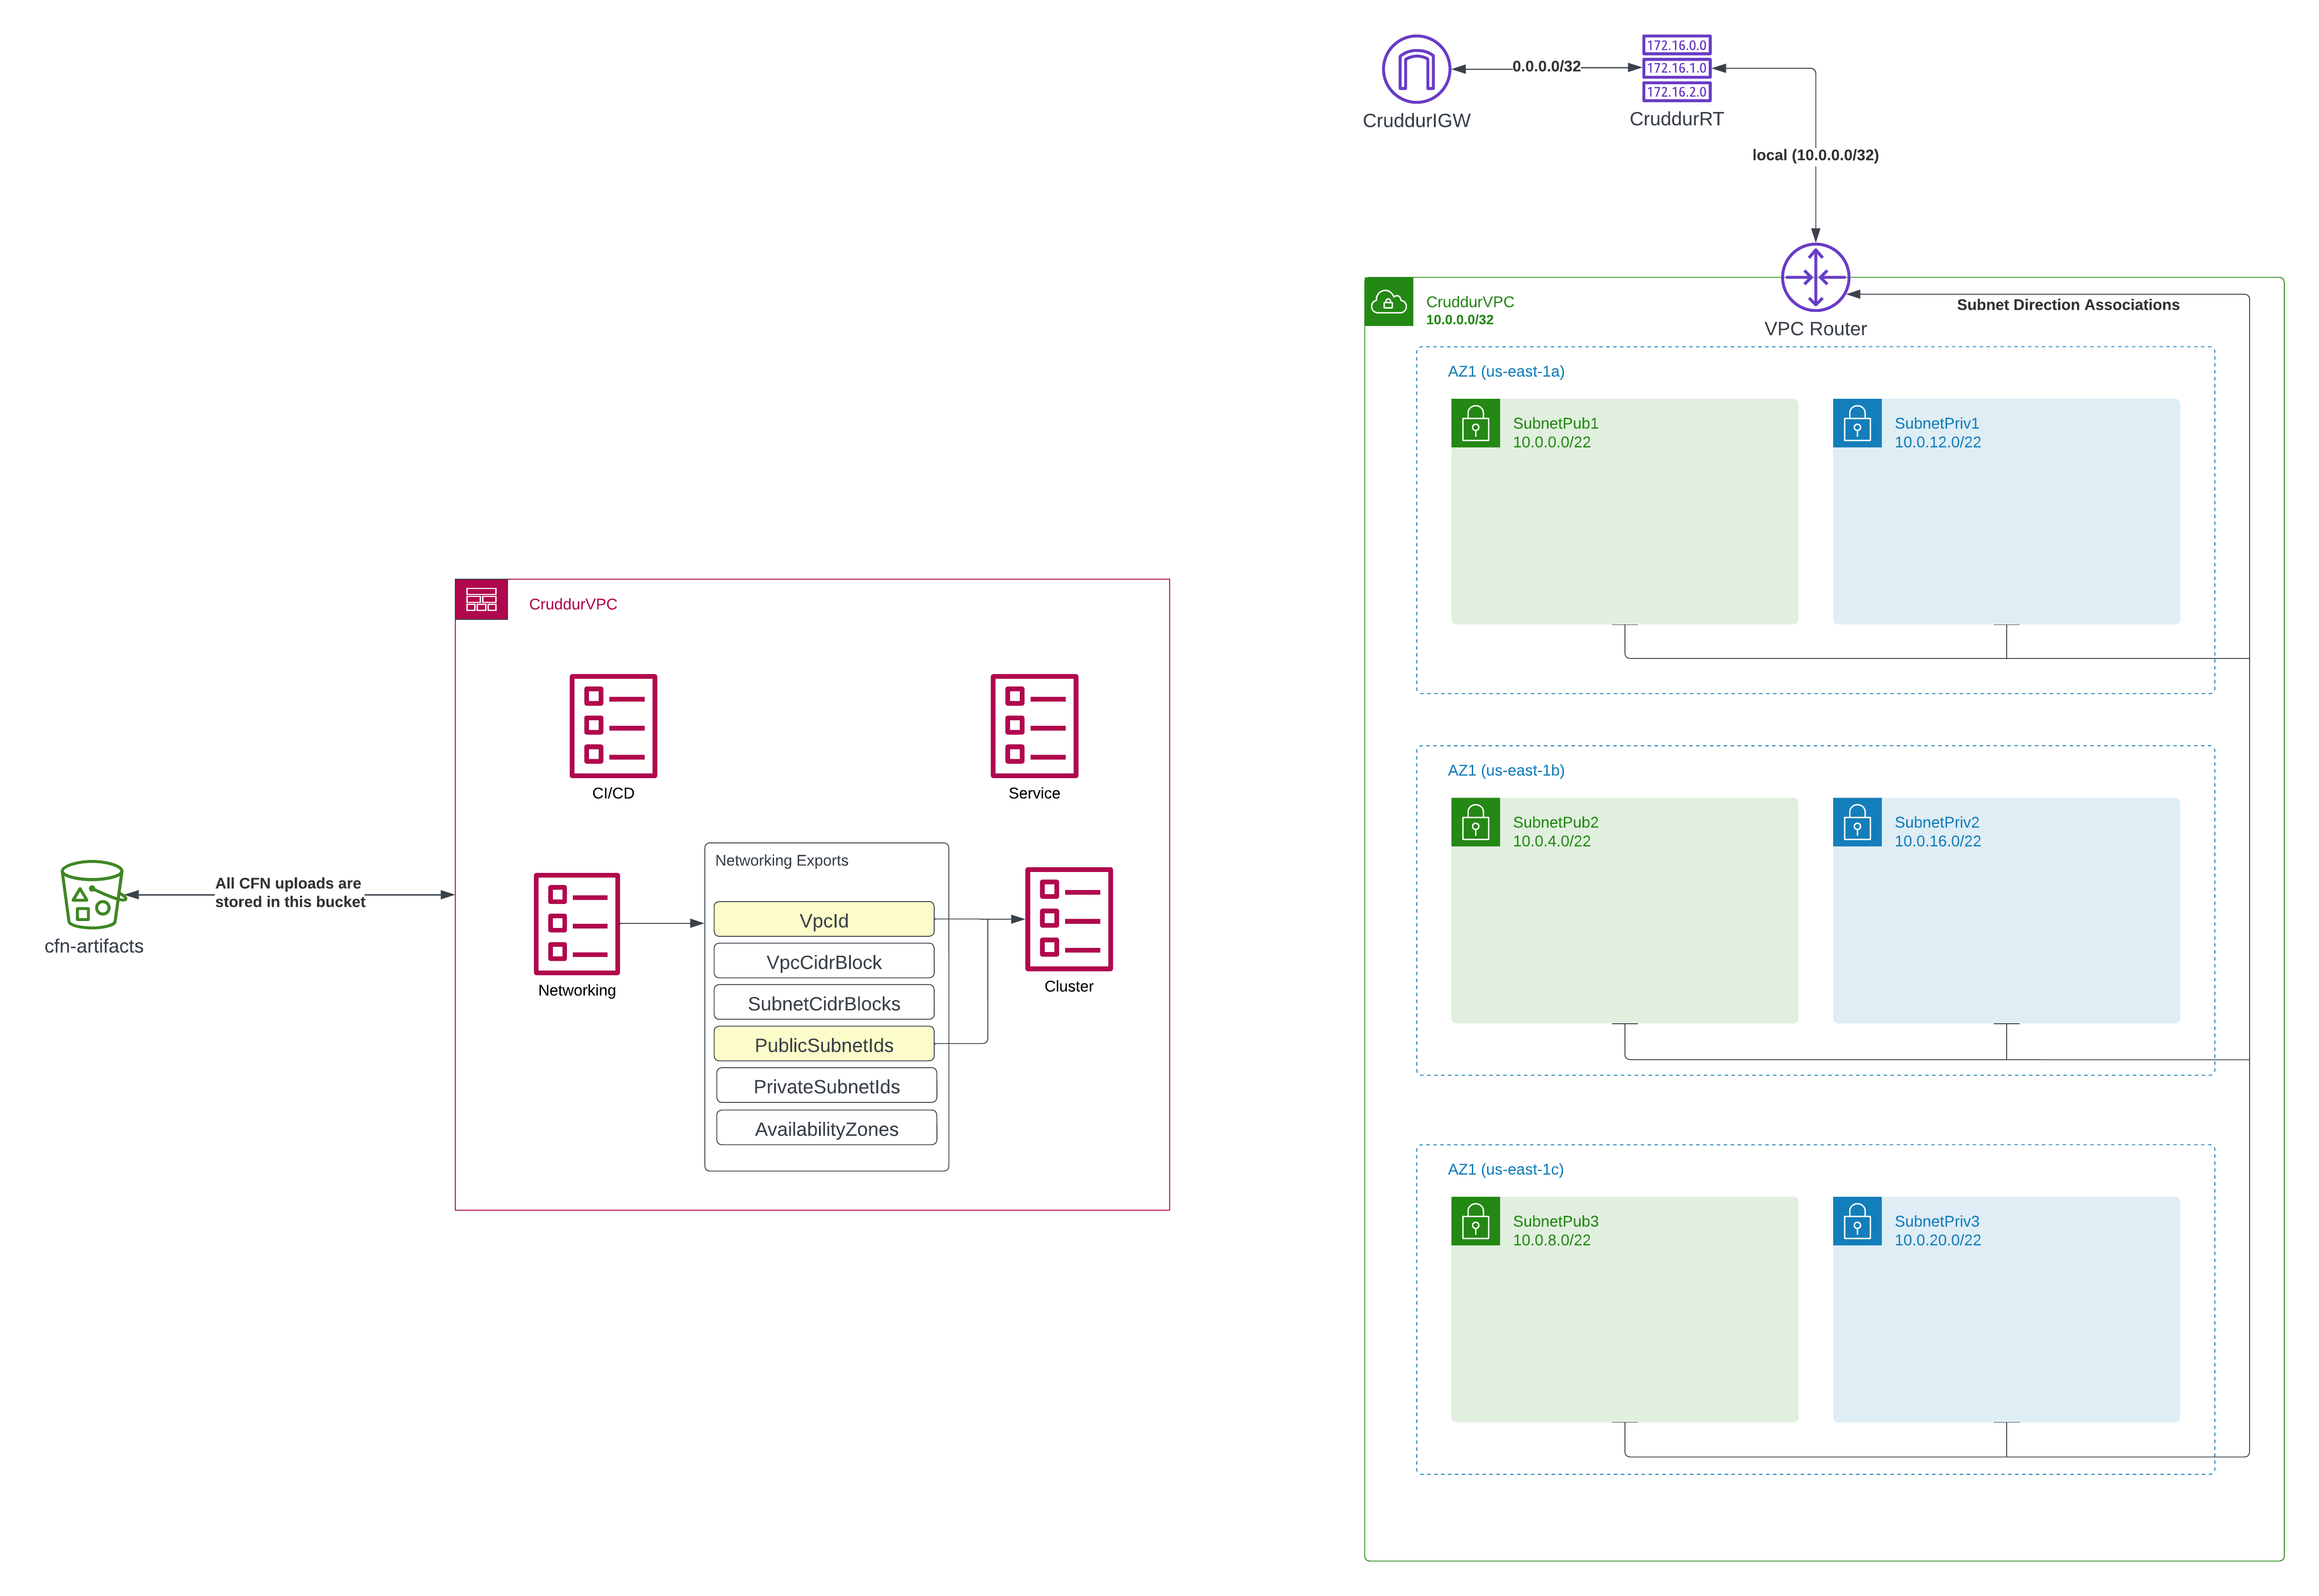 172.16.0.0
172.16.1.0
172.16.2.0
0.0.0.0/32
CruddurIGW
CruddurRT
local (10.0.0.0/32)
CruddurVPC
10.0.0.0/32
VPC Router
Subnet Direction Associations
AZ1 (us-east-1a)
SubnetPub1
10.0.0.0/22
SubnetPriv1
10.0.12.0/22
AZ1 (us-east-1b)
SubnetPub2
10.0.4.0/22
SubnetPriv2
10.0.16.0/22
AZ1 (us-east-1c)
SubnetPub3
10.0.8.0/22
SubnetPriv3
10.0.20.0/22
CruddurVPC
CI/CD
Service
Networking Exports
VpcId
VpcCidrBlock
SubnetCidrBlocks
PublicSubnetIds
PrivateSubnetIds
AvailabilityZones
Networking
Cluster
All CFN uploads are
stored in this bucket
cfn-artifacts